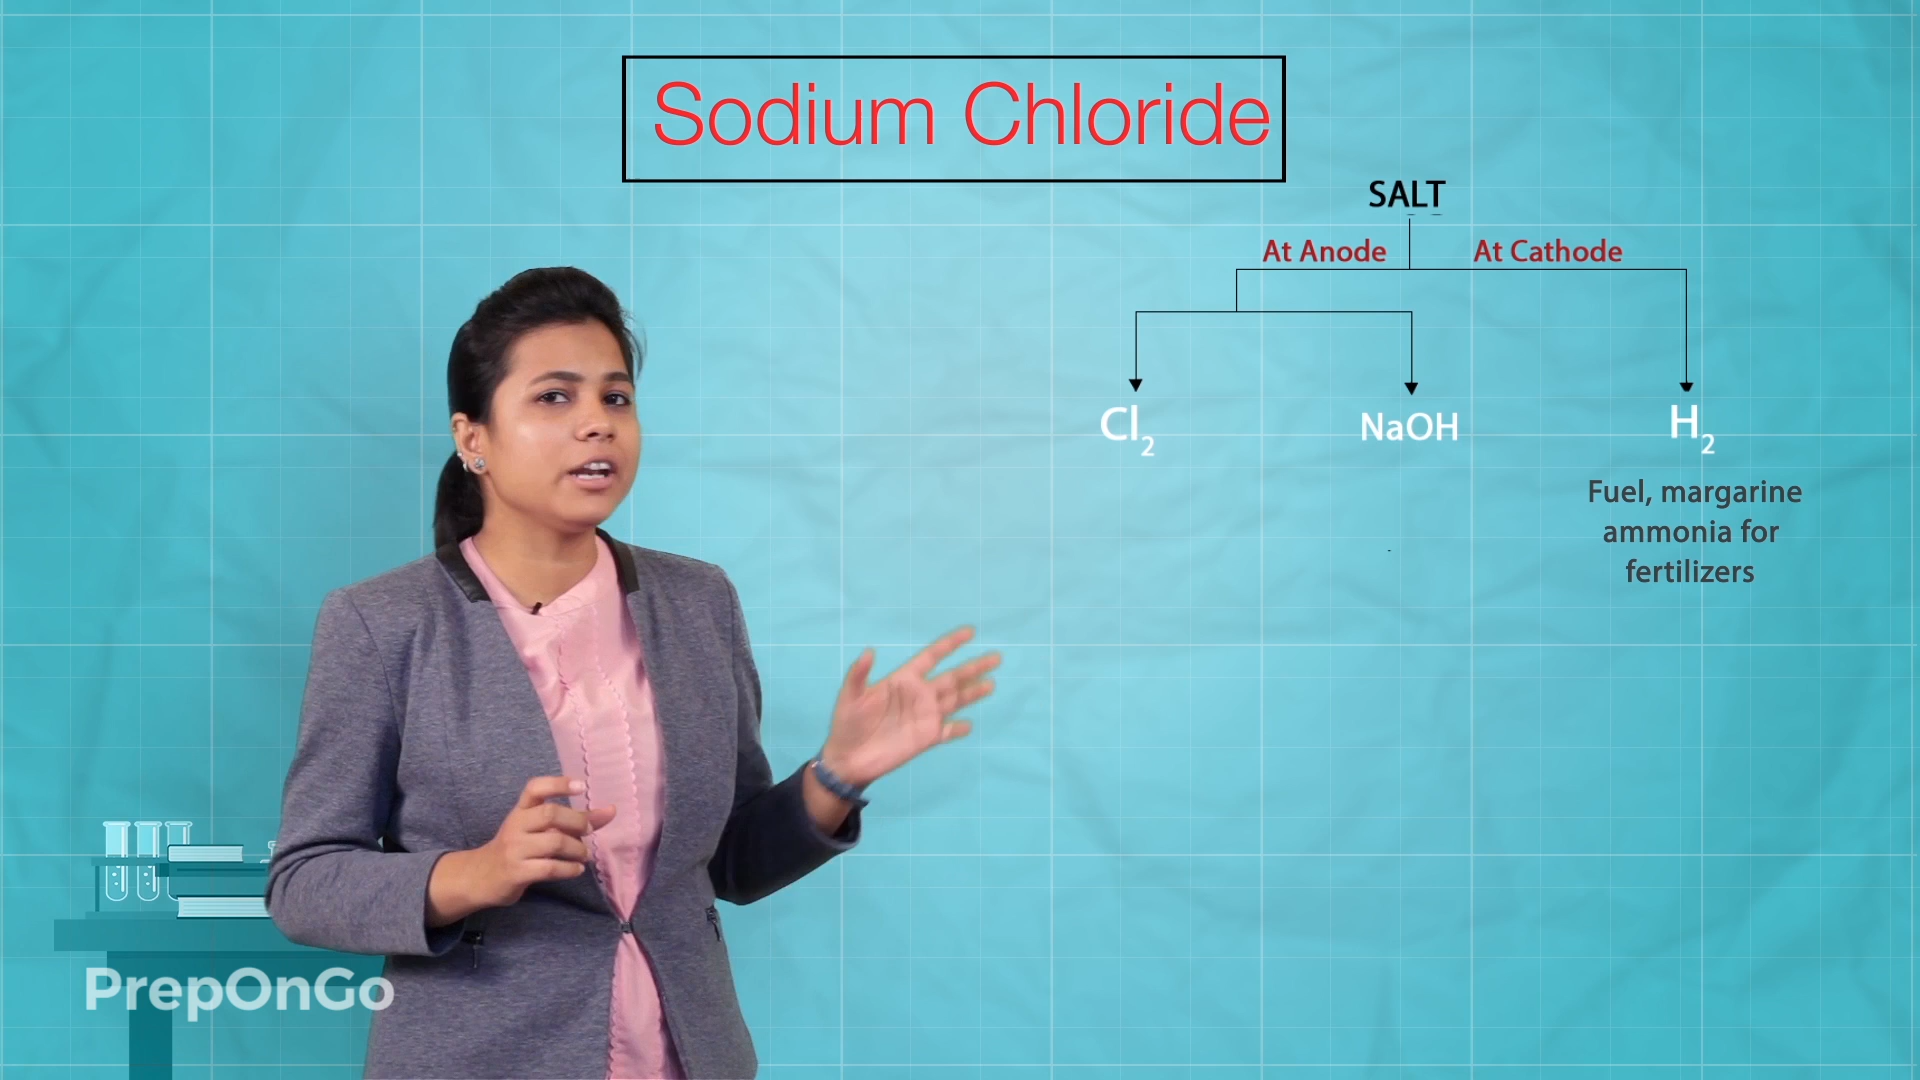 Sodium Chloride
SALT
At Anode
At Cathode
Cl₂
NaOH
H₂
Fuel, margarine
ammonia for
fertilizers
PrepOnGo